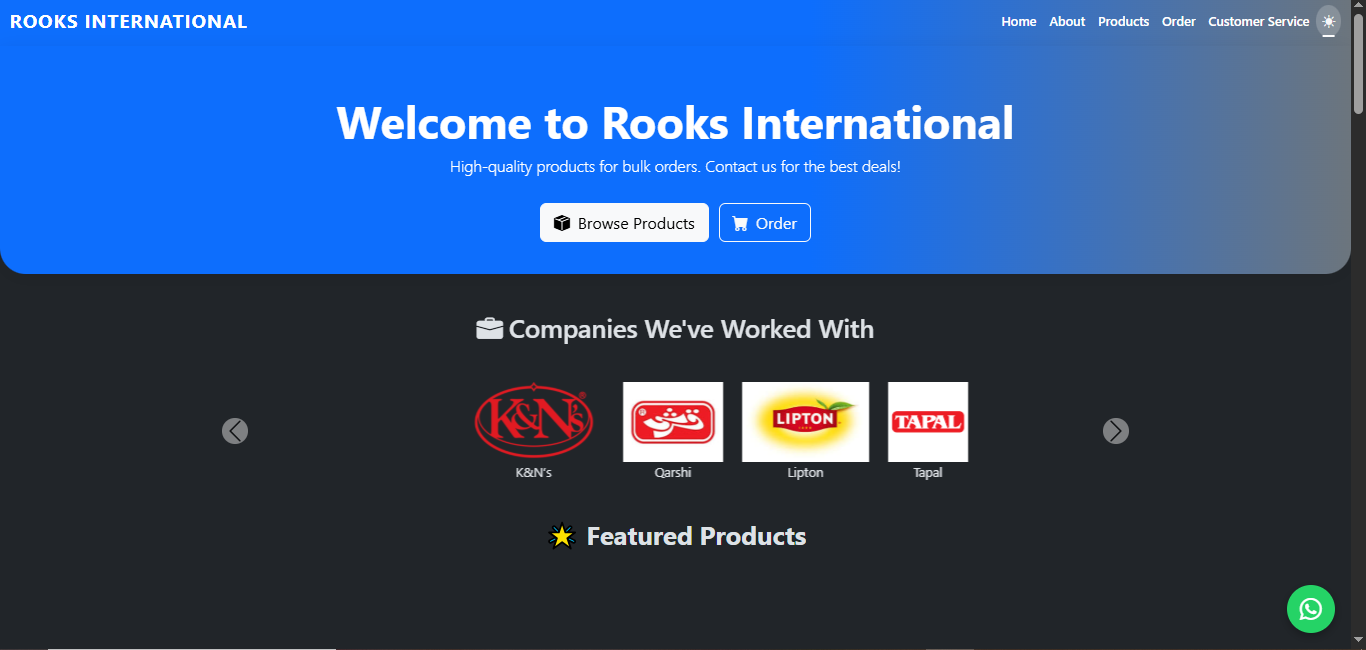 ROOKS INTERNATIONAL
Home About Products Order Customer Service
Welcome to Rooks International
High-quality products for bulk orders. Contact us for the best deals!
Browse Products Order
Companies We've Worked With
K&N's®
قرشی®
LIPTON
TAPAL
K&N's Qarshi Lipton Tapal
Featured Products